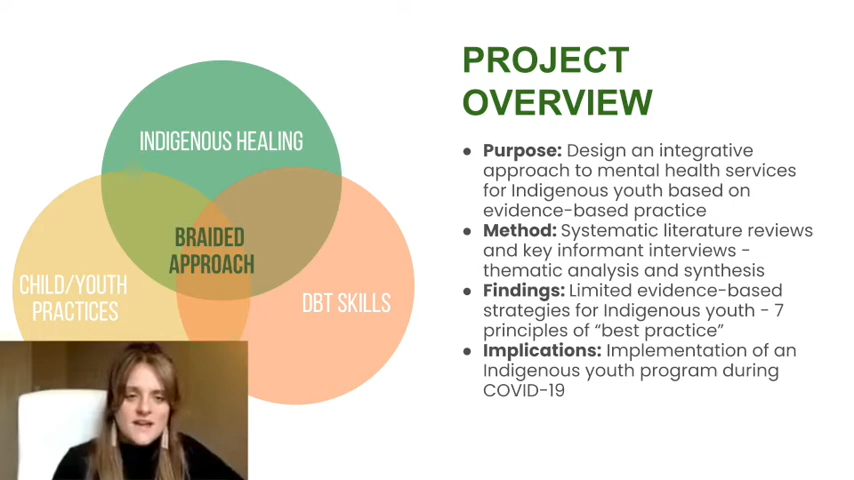 PROJECT
OVERVIEW
INDIGENOUS HEALING
BRAIDED
APPROACH
CHILD/YOUTH
PRACTICES
DBT SKILLS
● Purpose: Design an integrative
approach to mental health services
for Indigenous youth based on
evidence-based practice
● Method: Systematic literature reviews
and key informant interviews -
thematic analysis and synthesis
● Findings: Limited evidence-based
strategies for Indigenous youth - 7
principles of “best practice”
● Implications: Implementation of an
Indigenous youth program during
COVID-19